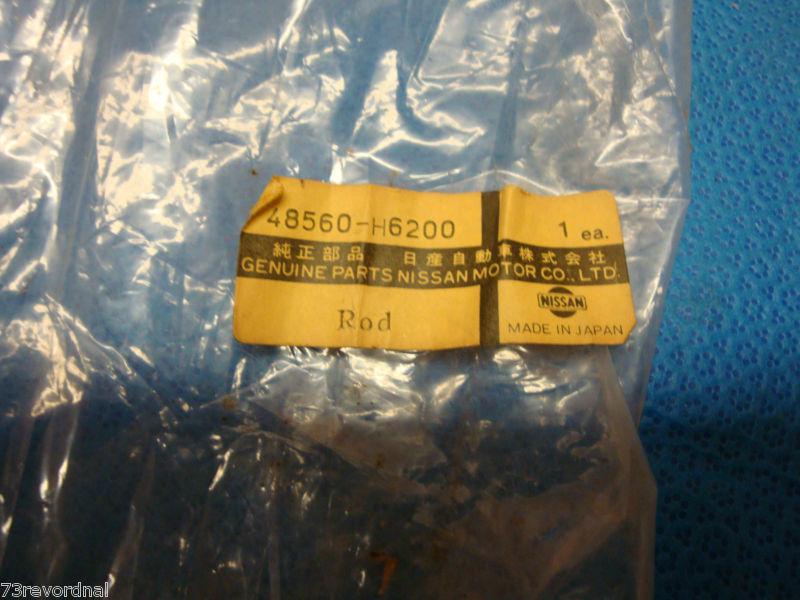 48560-H6200
1 ea.
純正部品 日産自動車株式会社
GENUINE PARTS NISSAN MOTOR CO., LTD.
NISSAN
Rod
MADE IN JAPAN
73revordnal